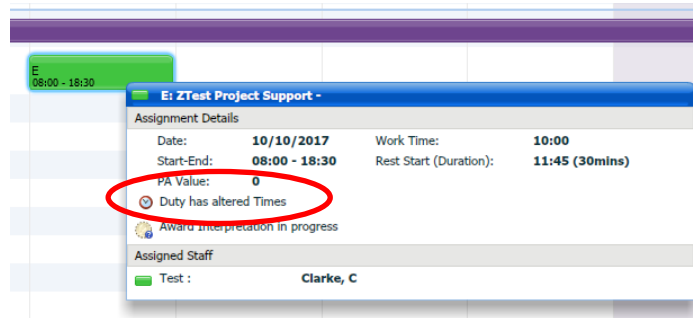 E
08:00 - 18:30
E: ZTest Project Support -
Assignment Details
Date: 10/10/2017 Work Time: 10:00
Start-End: 08:00 - 18:30 Rest Start (Duration): 11:45 (30mins)
PA Value: 0
Duty has altered Times
Award Interpretation in progress
Assigned Staff
Test : Clarke, C